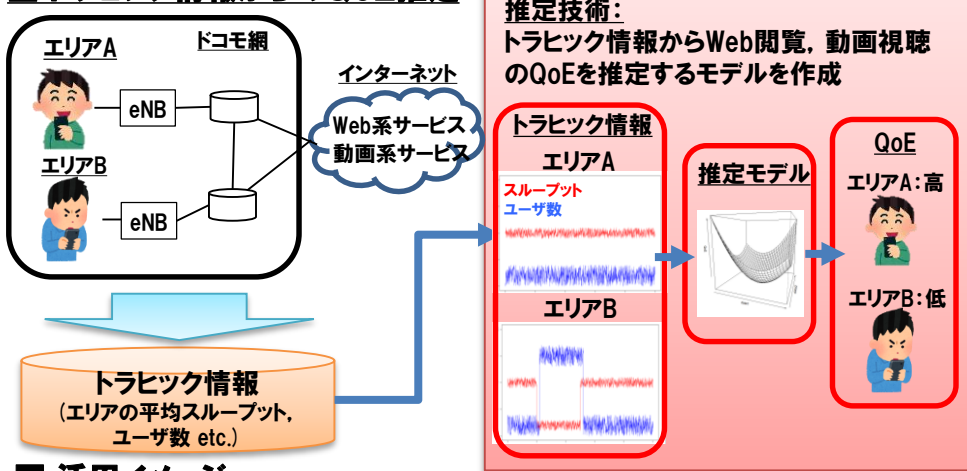 エリアA
ドコモ網
eNB
エリアB
eNB
インターネット
Web系サービス
動画系サービス
トラヒック情報
(エリアの平均スループット,
ユーザ数 etc.)
推定技術:
トラヒック情報からWeb閲覧, 動画視聴
のQoEを推定するモデルを作成
トラヒック情報
エリアA
スループット
ユーザ数
エリアB
推定モデル
QoE
エリアA:高
エリアB:低